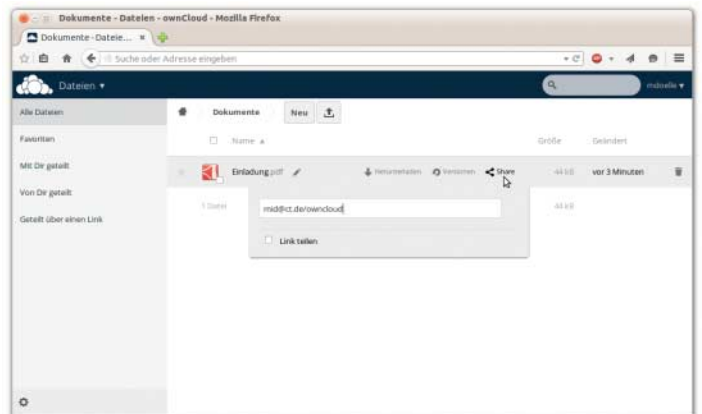 Dokumente - Dateien - ownCloud - Mozilla Firefox
Dokumente - Dateie...
Suche oder Adresse eingeben
Dateien
mdoelle
Alle Dateien
Dokumente Neu
Favoriten
Name Größe Geändert
Mit Dir geteilt
Einladung.pdf Herunterladen Versionen Share 44 kB vor 3 Minuten
Von Dir geteilt
1 Datei 44 kB
mid@ct.de/owncloud
Geteilt über einen Link
Link teilen